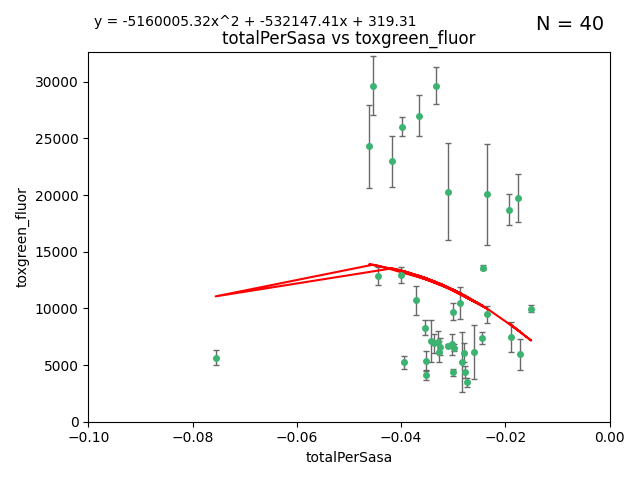 y = -5160005.32x^2 + -532147.41x + 319.31
N = 40
totalPerSasa vs toxgreen_fluor
30000
25000
20000
15000
10000
5000
0
toxgreen_fluor
−0.10
−0.08
−0.06
−0.04
−0.02
0.00
totalPerSasa